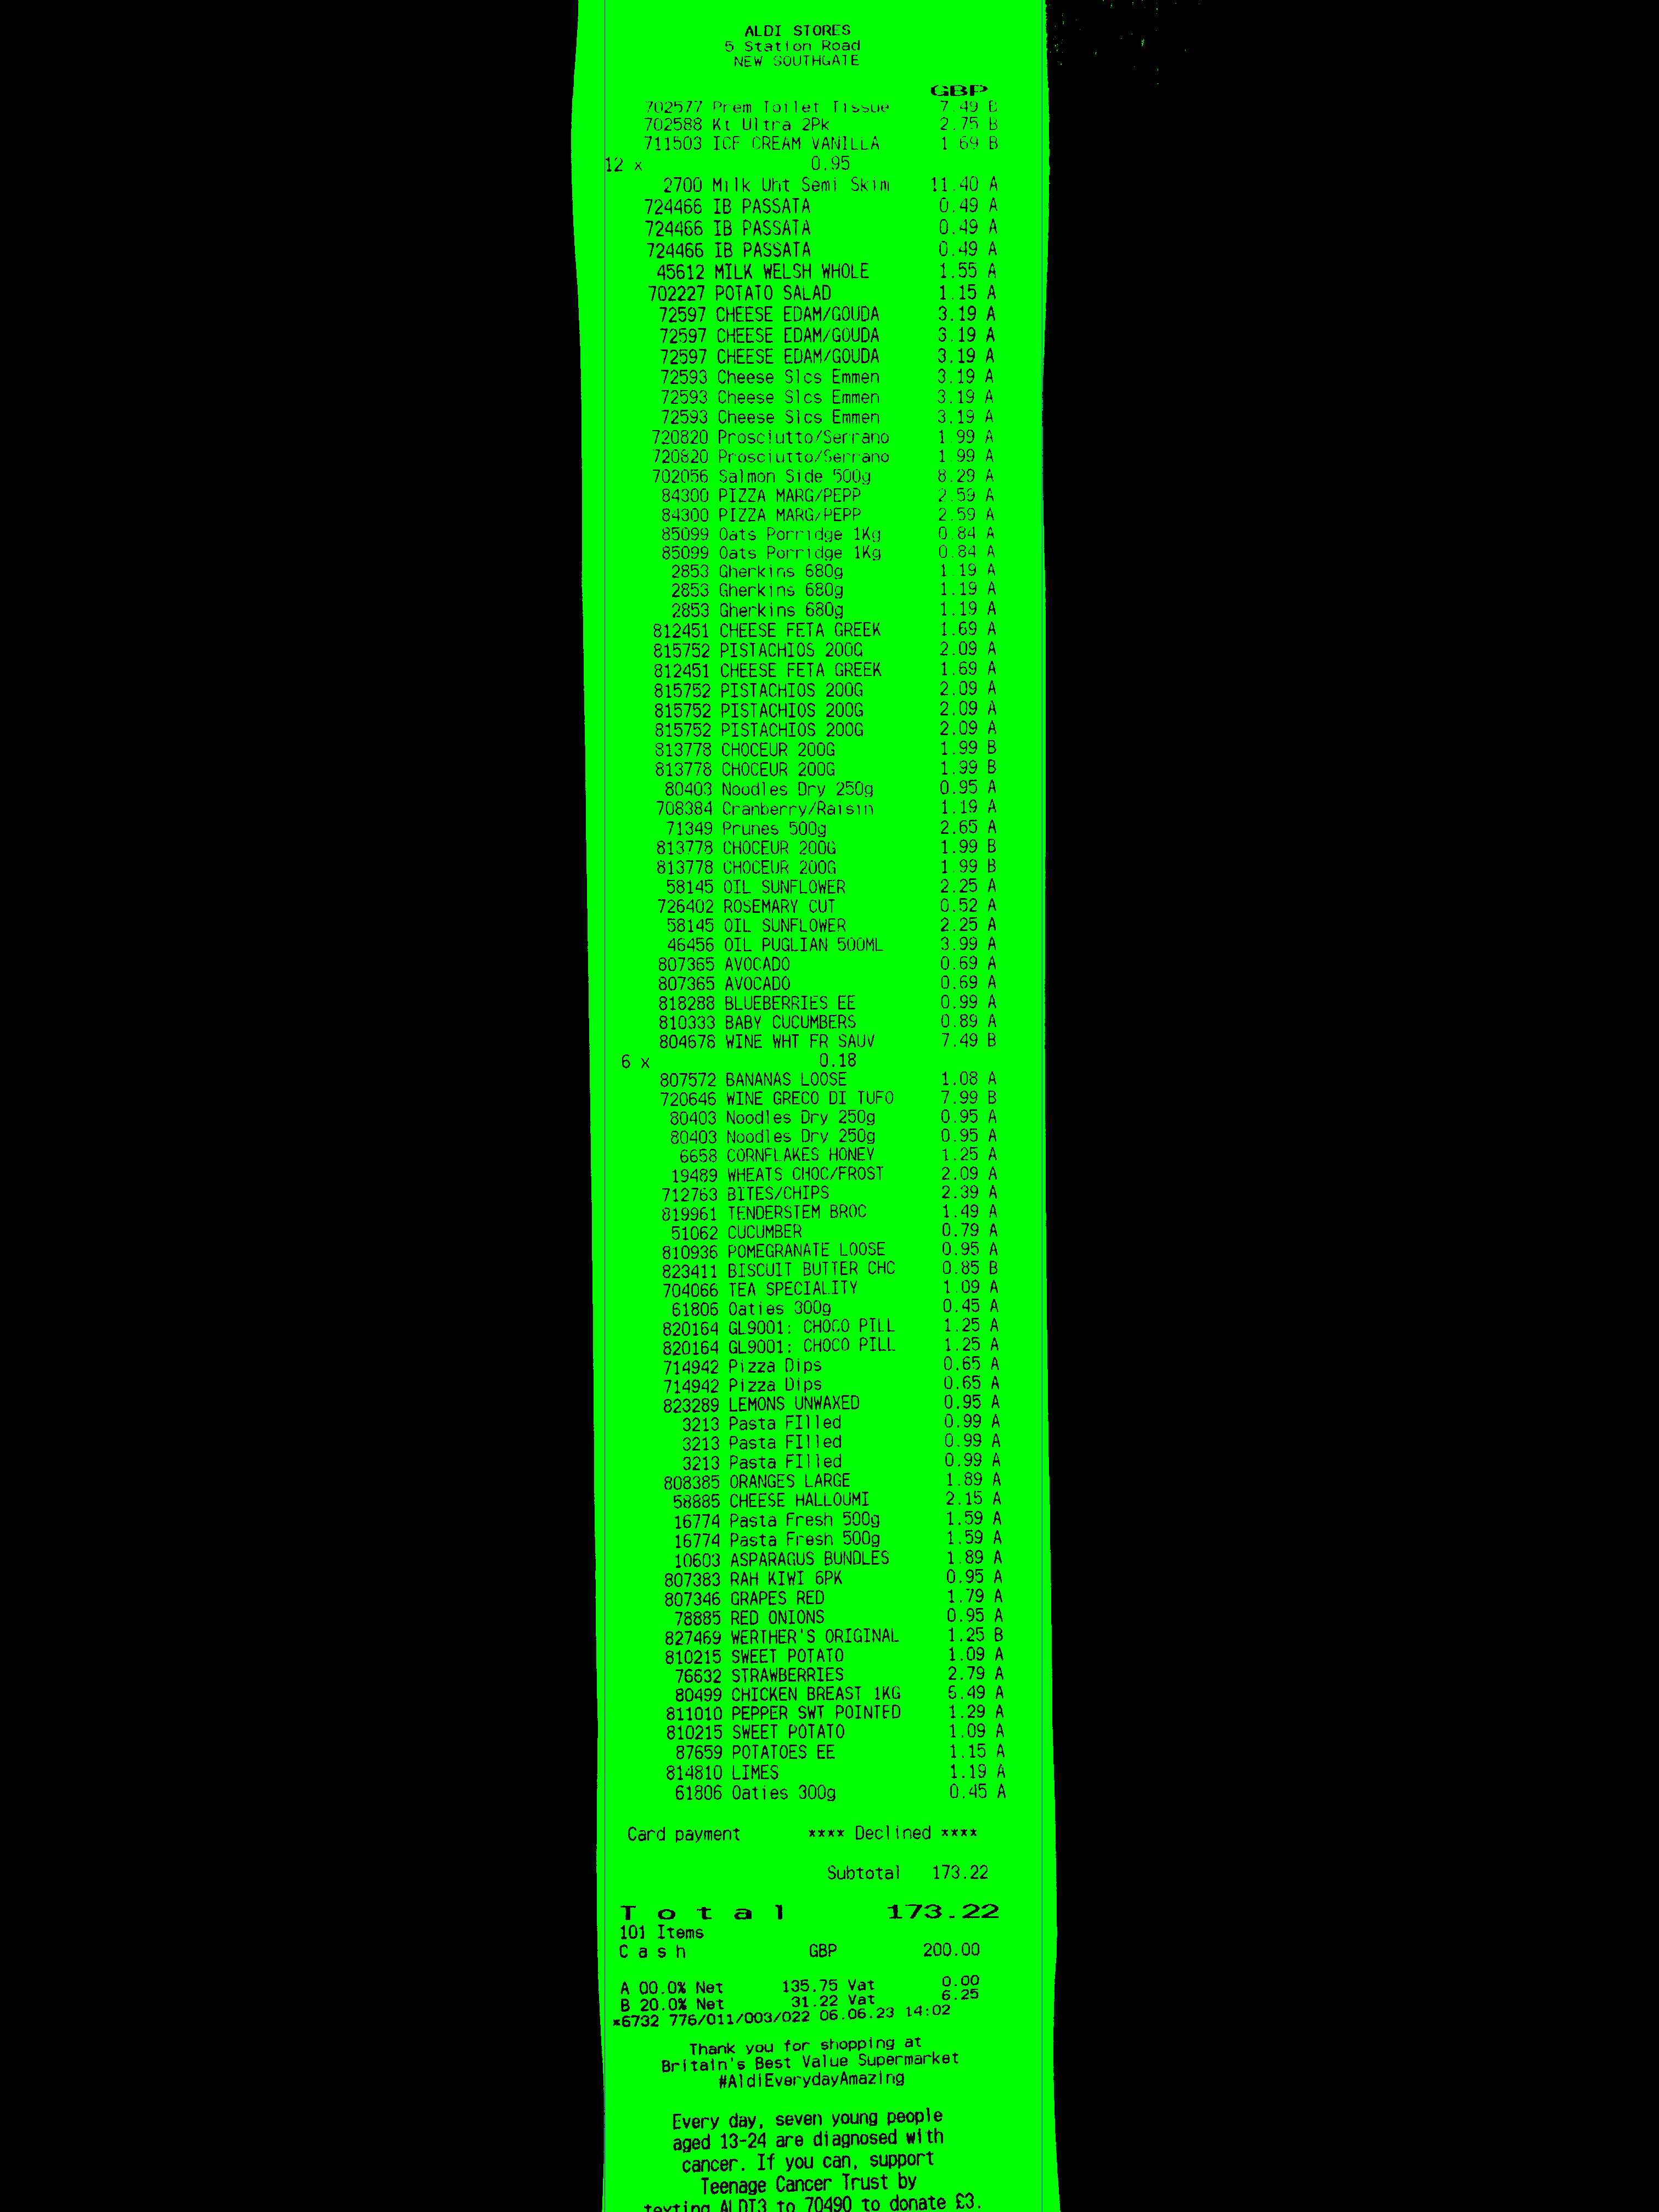 ALDI STORES
5 Station Road
NEW SOUTHGATE
GBP
702577 Prem Toilet Tissue 7.49 B
702588 Kt Ultra 2Pk 2.75 B
711503 ICE CREAM VANILLA 1.69 B
12 x 0.95
2700 Milk Uht Semi Skim 11.40 A
724466 IB PASSATA 0.49 A
724466 IB PASSATA 0.49 A
724466 IB PASSATA 0.49 A
45612 MILK WELSH WHOLE 1.55 A
702227 POTATO SALAD 1.15 A
72597 CHEESE EDAM/GOUDA 3.19 A
72597 CHEESE EDAM/GOUDA 3.19 A
72597 CHEESE EDAM/GOUDA 3.19 A
72593 Cheese Slcs Emmen 3.19 A
72593 Cheese Slcs Emmen 3.19 A
72593 Cheese Slcs Emmen 3.19 A
720820 Prosciutto/Serrano 1.99 A
720820 Prosciutto/Serrano 1.99 A
702056 Salmon Side 500g 8.29 A
84300 PIZZA MARG/PEPP 2.59 A
84300 PIZZA MARG/PEPP 2.59 A
85099 Oats Porridge 1Kg 0.84 A
85099 Oats Porridge 1Kg 0.84 A
2853 Gherkins 680g 1.19 A
2853 Gherkins 680g 1.19 A
2853 Gherkins 680g 1.19 A
812451 CHEESE FETA GREEK 1.69 A
815752 PISTACHIOS 200G 2.09 A
812451 CHEESE FETA GREEK 1.69 A
815752 PISTACHIOS 200G 2.09 A
815752 PISTACHIOS 200G 2.09 A
815752 PISTACHIOS 200G 2.09 A
813778 CHOCEUR 200G 1.99 B
813778 CHOCEUR 200G 1.99 B
80403 Noodles Dry 250g 0.95 A
708384 Cranberry/Raisin 1.19 A
71349 Prunes 500g 2.65 A
813778 CHOCEUR 200G 1.99 B
813778 CHOCEUR 200G 1.99 B
58145 OIL SUNFLOWER 2.25 A
726402 ROSEMARY CUT 0.52 A
58145 OIL SUNFLOWER 2.25 A
46456 OIL PUGLIAN 500ML 3.99 A
807365 AVOCADO 0.69 A
807365 AVOCADO 0.69 A
818288 BLUEBERRIES EE 0.99 A
810333 BABY CUCUMBERS 0.89 A
804678 WINE WHT FR SAUV 7.49 B
6 x 0.18
807572 BANANAS LOOSE 1.08 A
720646 WINE GRECO DI TUFO 7.99 B
80403 Noodles Dry 250g 0.95 A
80403 Noodles Dry 250g 0.95 A
6658 CORNFLAKES HONEY 1.25 A
19489 WHEATS CHOC/FROST 2.09 A
712763 BITES/CHIPS 2.39 A
819961 TENDERSTEM BROC 1.49 A
51062 CUCUMBER 0.79 A
810936 POMEGRANATE LOOSE 0.95 A
823411 BISCUIT BUTTER CHC 0.85 B
704066 TEA SPECIALITY 1.09 A
61806 Oaties 300g 0.45 A
820164 GL9001: CHOCO PILL 1.25 A
820164 GL9001: CHOCO PILL 1.25 A
714942 Pizza Dips 0.65 A
714942 Pizza Dips 0.65 A
823289 LEMONS UNWAXED 0.95 A
3213 Pasta FIlled 0.99 A
3213 Pasta FIlled 0.99 A
3213 Pasta FIlled 0.99 A
808385 ORANGES LARGE 1.89 A
58885 CHEESE HALLOUMI 2.15 A
16774 Pasta Fresh 500g 1.59 A
16774 Pasta Fresh 500g 1.59 A
10603 ASPARAGUS BUNDLES 1.89 A
807383 RAH KIWI 6PK 0.95 A
807346 GRAPES RED 1.79 A
78885 RED ONIONS 0.95 A
827469 WERTHER'S ORIGINAL 1.25 B
810215 SWEET POTATO 1.09 A
76632 STRAWBERRIES 2.79 A
80499 CHICKEN BREAST 1KG 6.49 A
811010 PEPPER SWT POINTED 1.29 A
810215 SWEET POTATO 1.09 A
87659 POTATOES EE 1.15 A
814810 LIMES 1.19 A
61806 Oaties 300g 0.45 A
Card payment **** Declined ****
Subtotal 173.22
Total 173.22
101 Items
Cash GBP 200.00
A 00.0% Net 135.75 Vat 0.00
B 20.0% Net 31.22 Vat 6.25
*6732 776/011/003/022 06.06.23 14:02
Thank you for shopping at
Britain's Best Value Supermarket
#AldiEverydayAmazing
Every day, seven young people
aged 13-24 are diagnosed with
cancer. If you can, support
Teenage Cancer Trust by
texting ALDI3 to 70490 to donate £3.